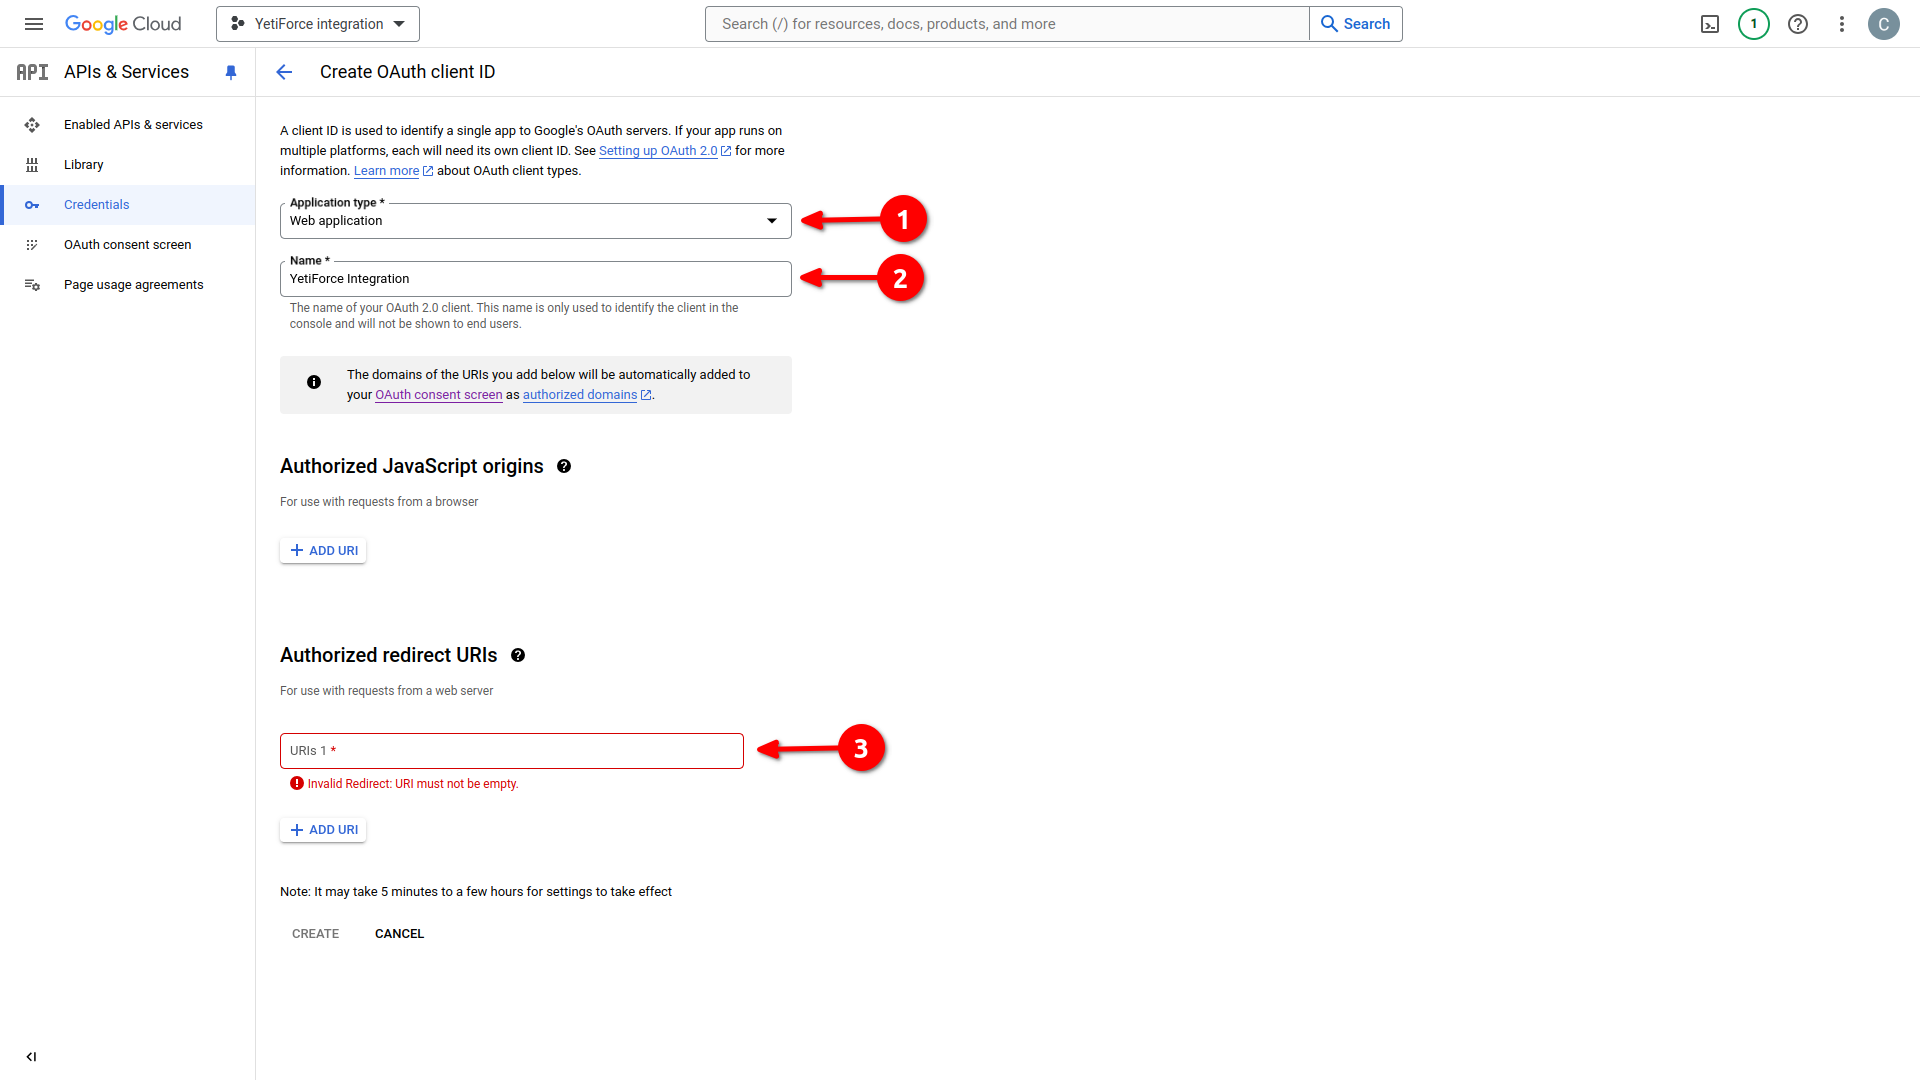 Google Cloud
YetiForce integration
Search (/) for resources, docs, products, and more
Search
1
C
API
APIs & Services
Create OAuth client ID
Enabled APIs & services
Library
Credentials
OAuth consent screen
Page usage agreements
A client ID is used to identify a single app to Google's OAuth servers. If your app runs on
multiple platforms, each will need its own client ID. See Setting up OAuth 2.0 for more
information. Learn more about OAuth client types.
Application type *
Web application
1
Name *
YetiForce Integration
2
The name of your OAuth 2.0 client. This name is only used to identify the client in the
console and will not be shown to end users.
The domains of the URIs you add below will be automatically added to
your OAuth consent screen as authorized domains.
Authorized JavaScript origins
For use with requests from a browser
ADD URI
Authorized redirect URIs
For use with requests from a web server
URIs 1 *
3
Invalid Redirect: URI must not be empty.
ADD URI
Note: It may take 5 minutes to a few hours for settings to take effect
CREATE
CANCEL